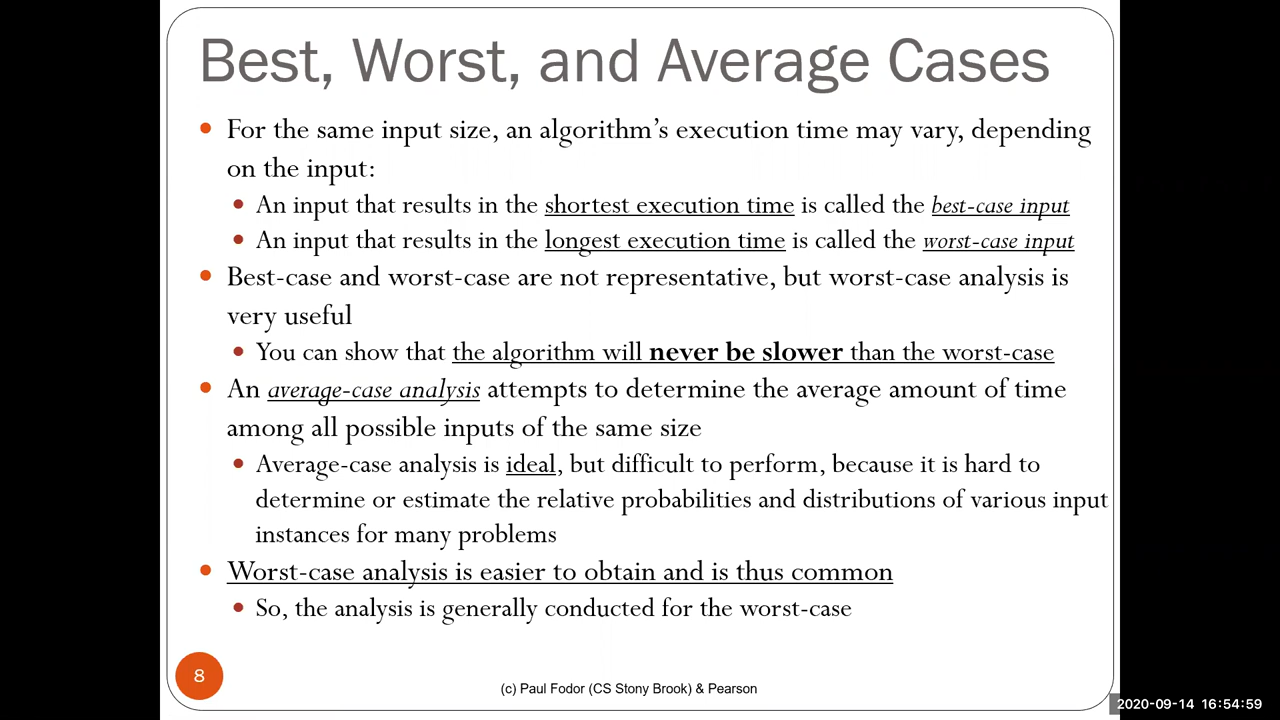 Best, Worst, and Average Cases
• For the same input size, an algorithm’s execution time may vary, depending
on the input:
• An input that results in the shortest execution time is called the best-case input
• An input that results in the longest execution time is called the worst-case input
• Best-case and worst-case are not representative, but worst-case analysis is
very useful
• You can show that the algorithm will never be slower than the worst-case
• An average-case analysis attempts to determine the average amount of time
among all possible inputs of the same size
• Average-case analysis is ideal, but difficult to perform, because it is hard to
determine or estimate the relative probabilities and distributions of various input
instances for many problems
• Worst-case analysis is easier to obtain and is thus common
• So, the analysis is generally conducted for the worst-case
8
(c) Paul Fodor (CS Stony Brook) & Pearson
2020-09-14 16:54:59